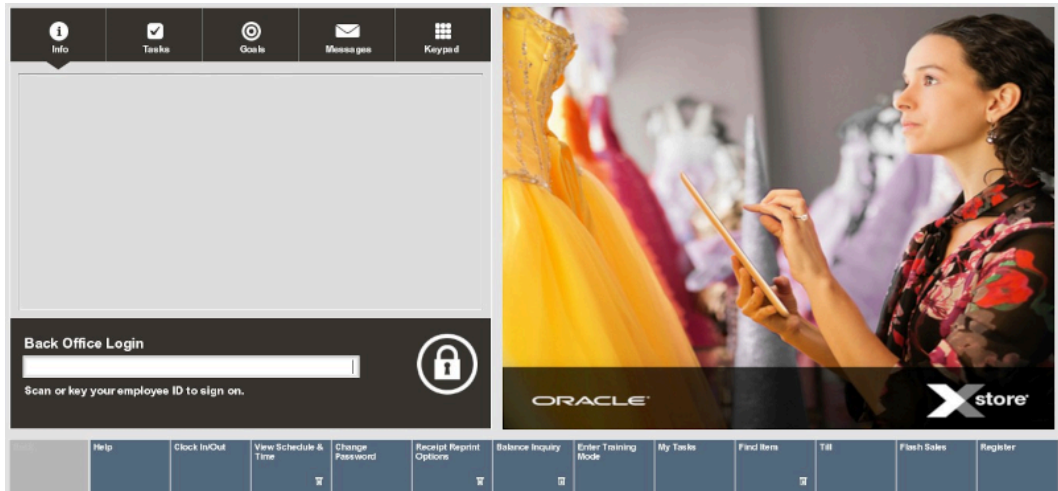 Info
Tasks
Goals
Messages
Keypad
Back Office Login
Scan or key your employee ID to sign on.
ORACLE
Xstore
Help
Clock In/Out
View Schedule &
Time
Change
Password
Receipt Reprint
Options
Balance Inquiry
Enter Training
Mode
My Tasks
Find Item
Till
Flash Sales
Register